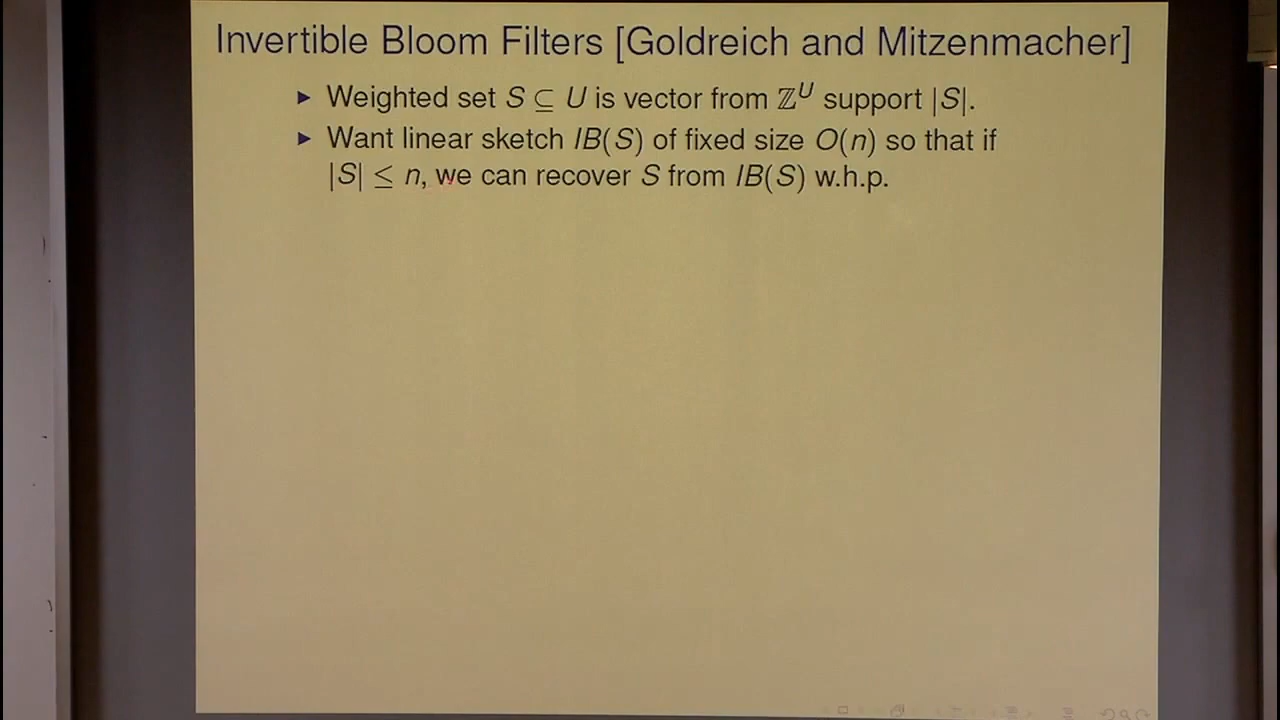 Invertible Bloom Filters [Goldreich and Mitzenmacher]
▶ Weighted set S ⊆ U is vector from ℤ^U support |S|.
▶ Want linear sketch IB(S) of fixed size O(n) so that if
|S| ≤ n, we can recover S from IB(S) w.h.p.